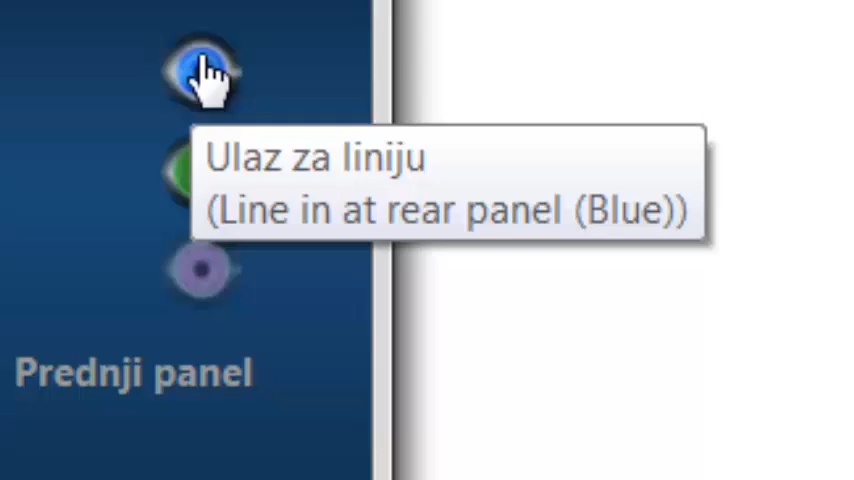 Ulaz za liniju
(Line in at rear panel (Blue))
Prednji panel